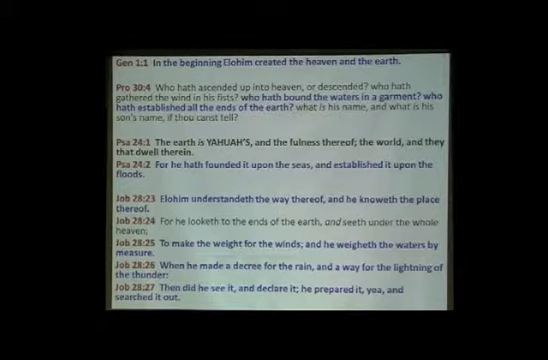 Gen 1:1 In the beginning Elohim created the heaven and the earth.
Pro 30:4 Who hath ascended up into heaven, or descended? who hath
gathered the wind in his fists? who hath bound the waters in a garment? who
hath established all the ends of the earth? what is his name, and what is his
son's name, if thou canst tell?
Psa 24:1 The earth is YAHUAH'S, and the fulness thereof; the world, and they
that dwell therein.
Psa 24:2 For he hath founded it upon the seas, and established it upon the
floods.
Job 28:23 Elohim understandeth the way thereof, and he knoweth the place
thereof.
Job 28:24 For he looketh to the ends of the earth, and seeth under the whole
heaven;
Job 28:25 To make the weight for the winds; and he weigheth the waters by
measure.
Job 28:26 When he made a decree for the rain, and a way for the lightning of
the thunder:
Job 28:27 Then did he see it, and declare it; he prepared it, yea, and
searched it out.